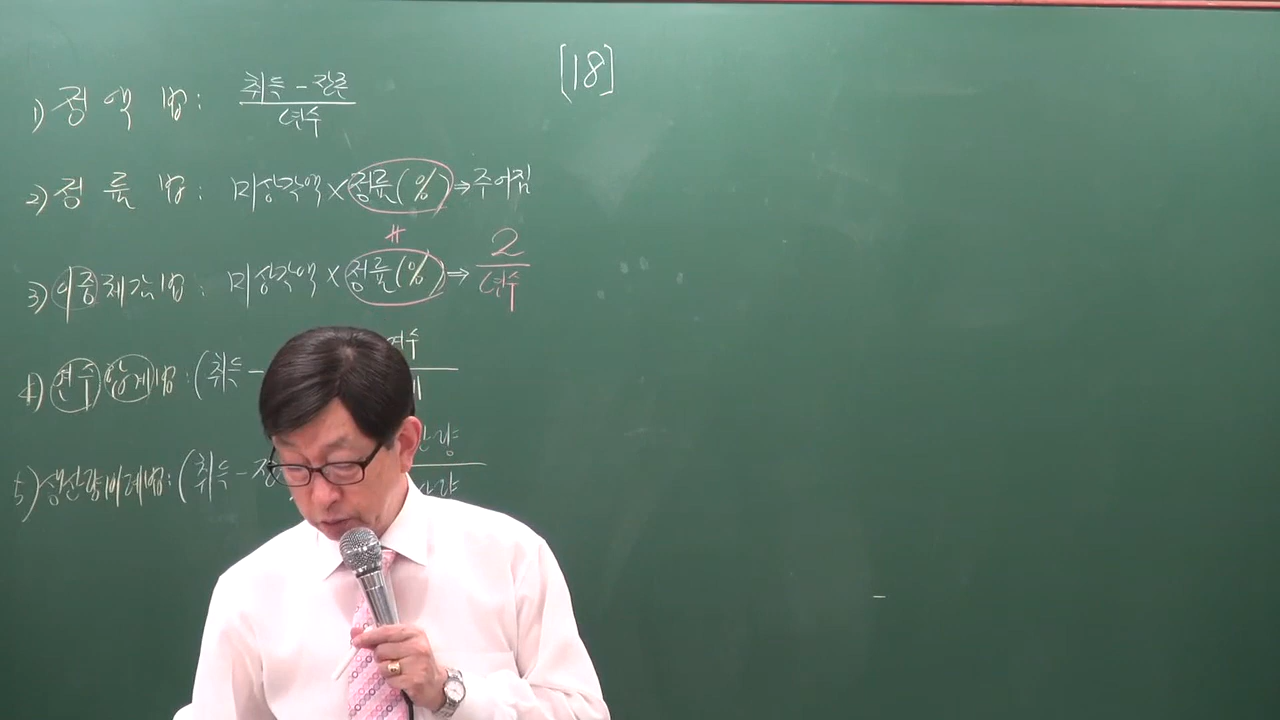 [18]
1) 정액법 : 취득 - 잔존
연수
2) 정률법 : 미상각액 × 정률(%) ⇒ 주어짐
#
3) 이중체감법 : 미상각액 × 정률(%) ⇒ 2
연수
4) 연수합계법 : (취득 - 연수
5) 생산량비례법 : (취득 -